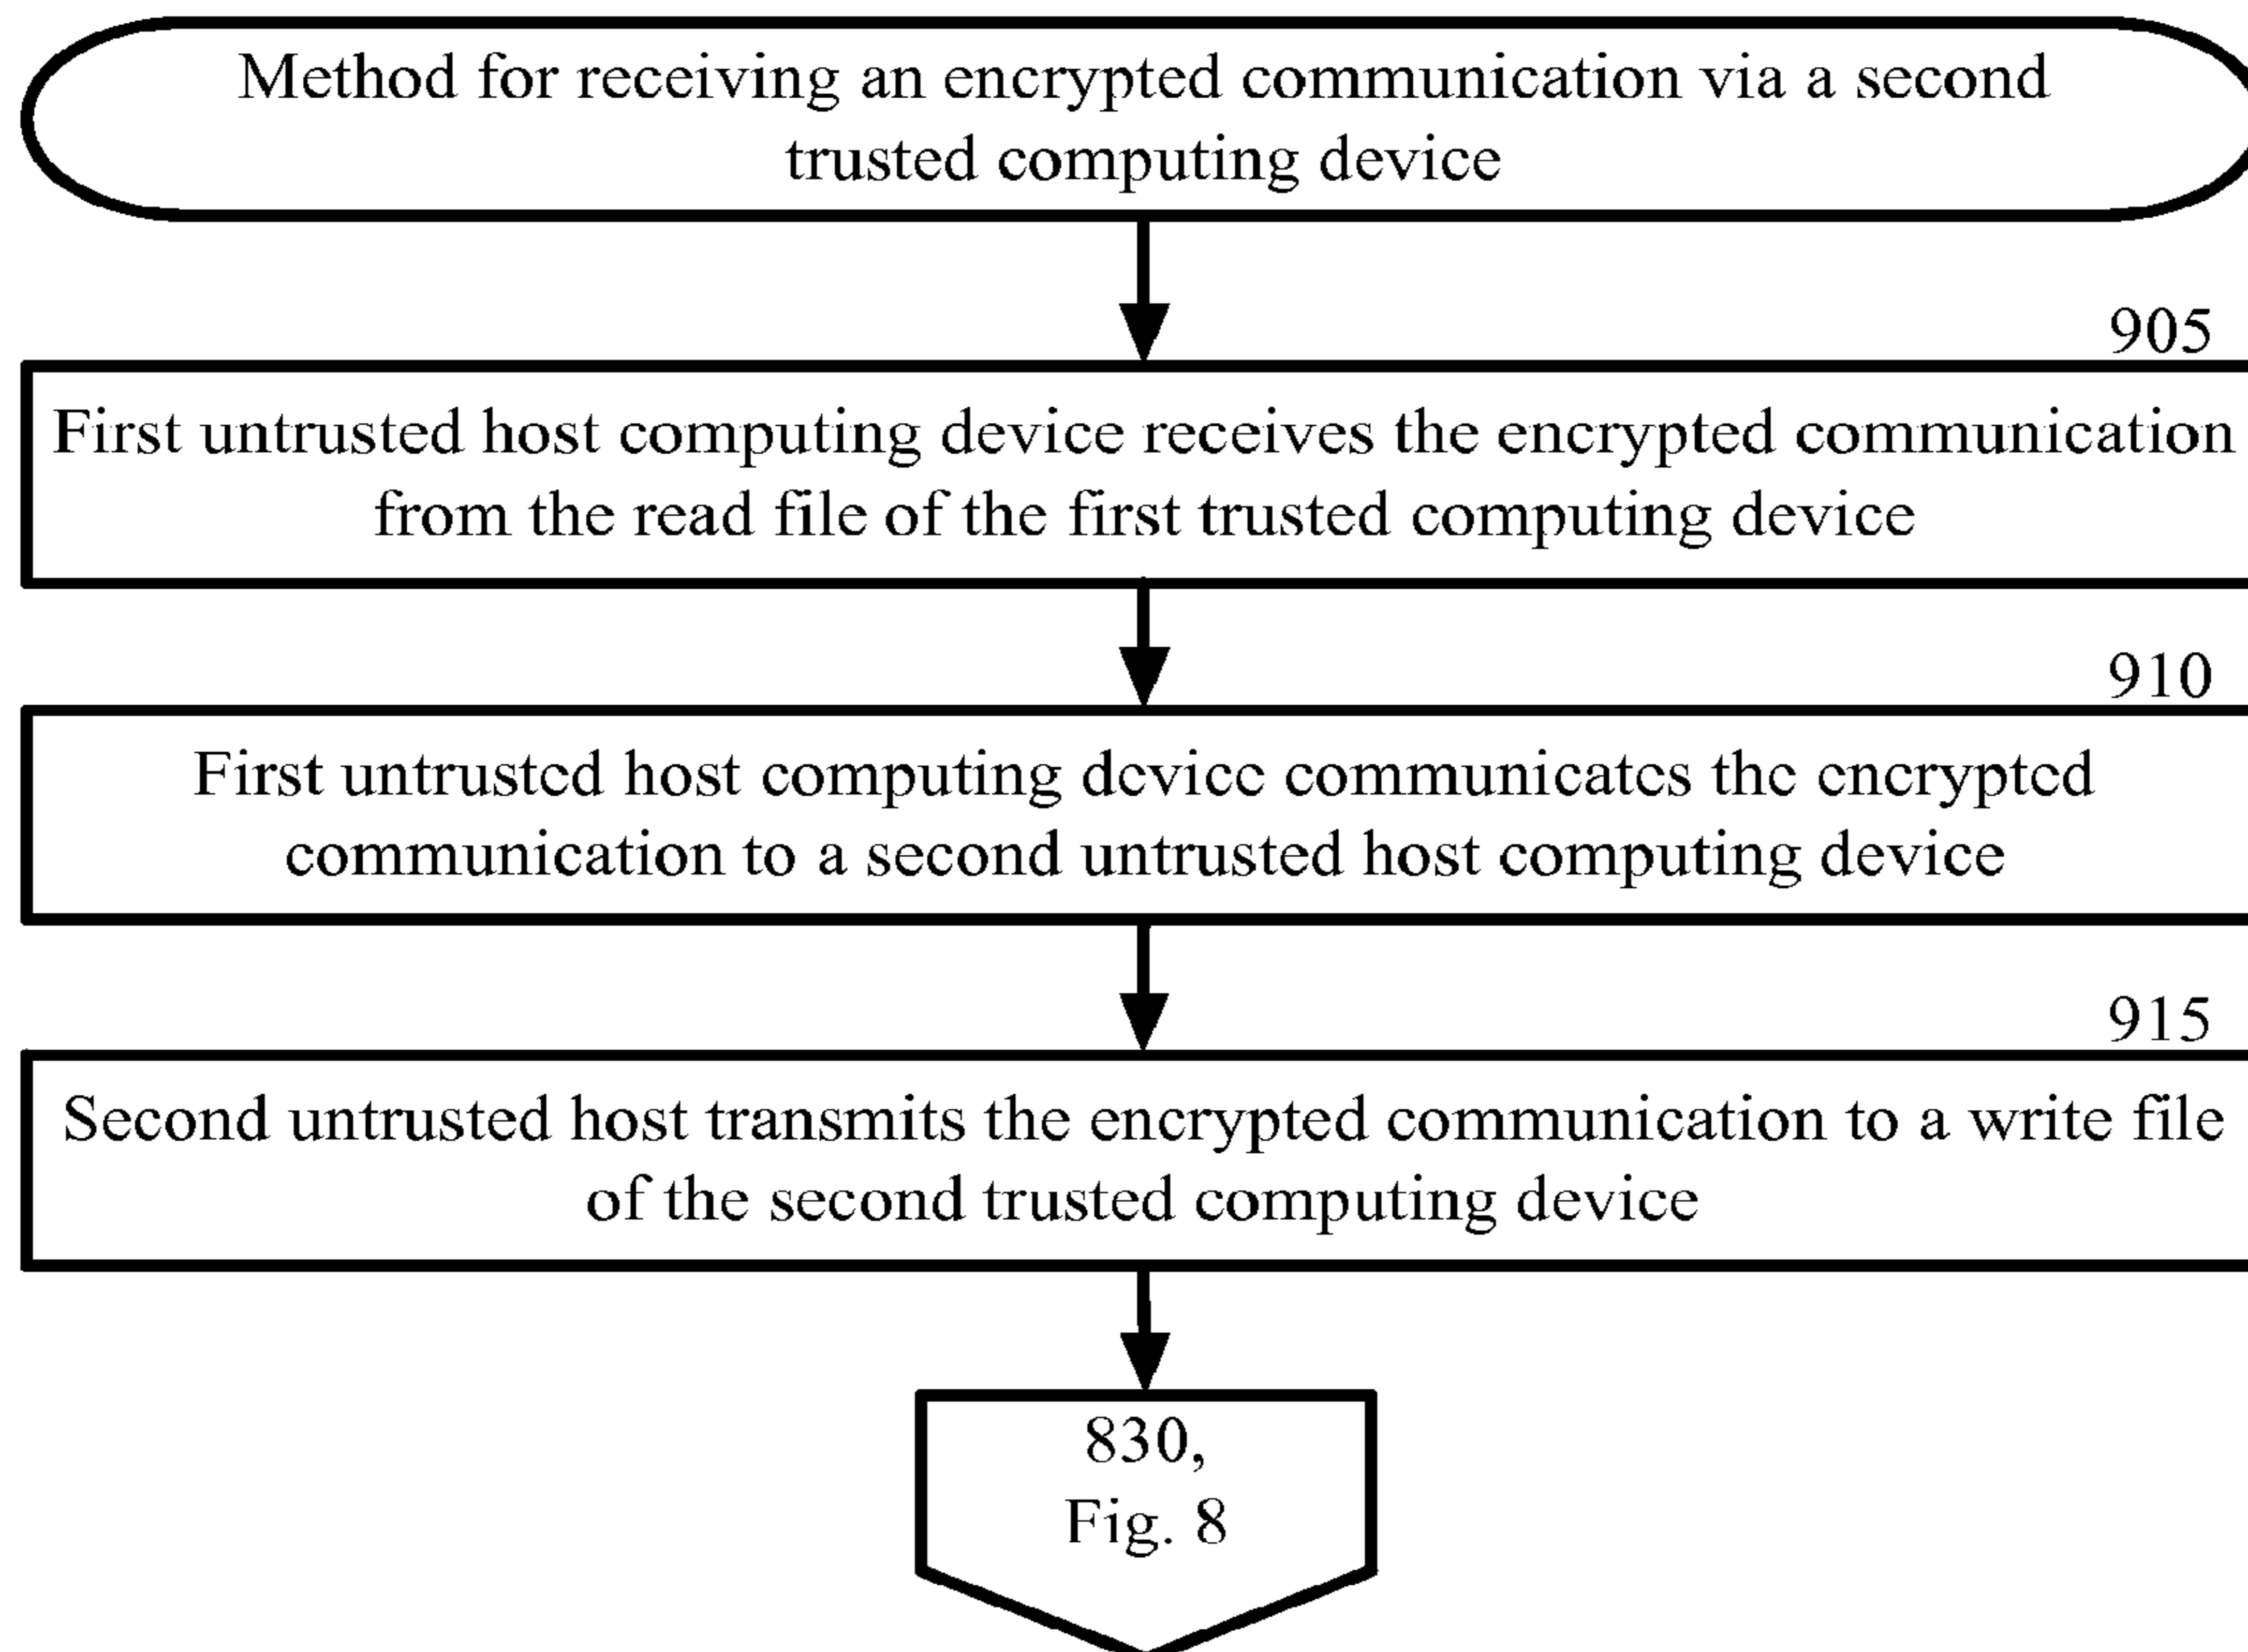 Method for receiving an encrypted communication via a second
trusted computing device
905
First untrusted host computing device receives the encrypted communication
from the read file of the first trusted computing device
910
First untrusted host computing device communicates the encrypted
communication to a second untrusted host computing device
915
Second untrusted host transmits the encrypted communication to a write file
of the second trusted computing device
830,
Fig. 8